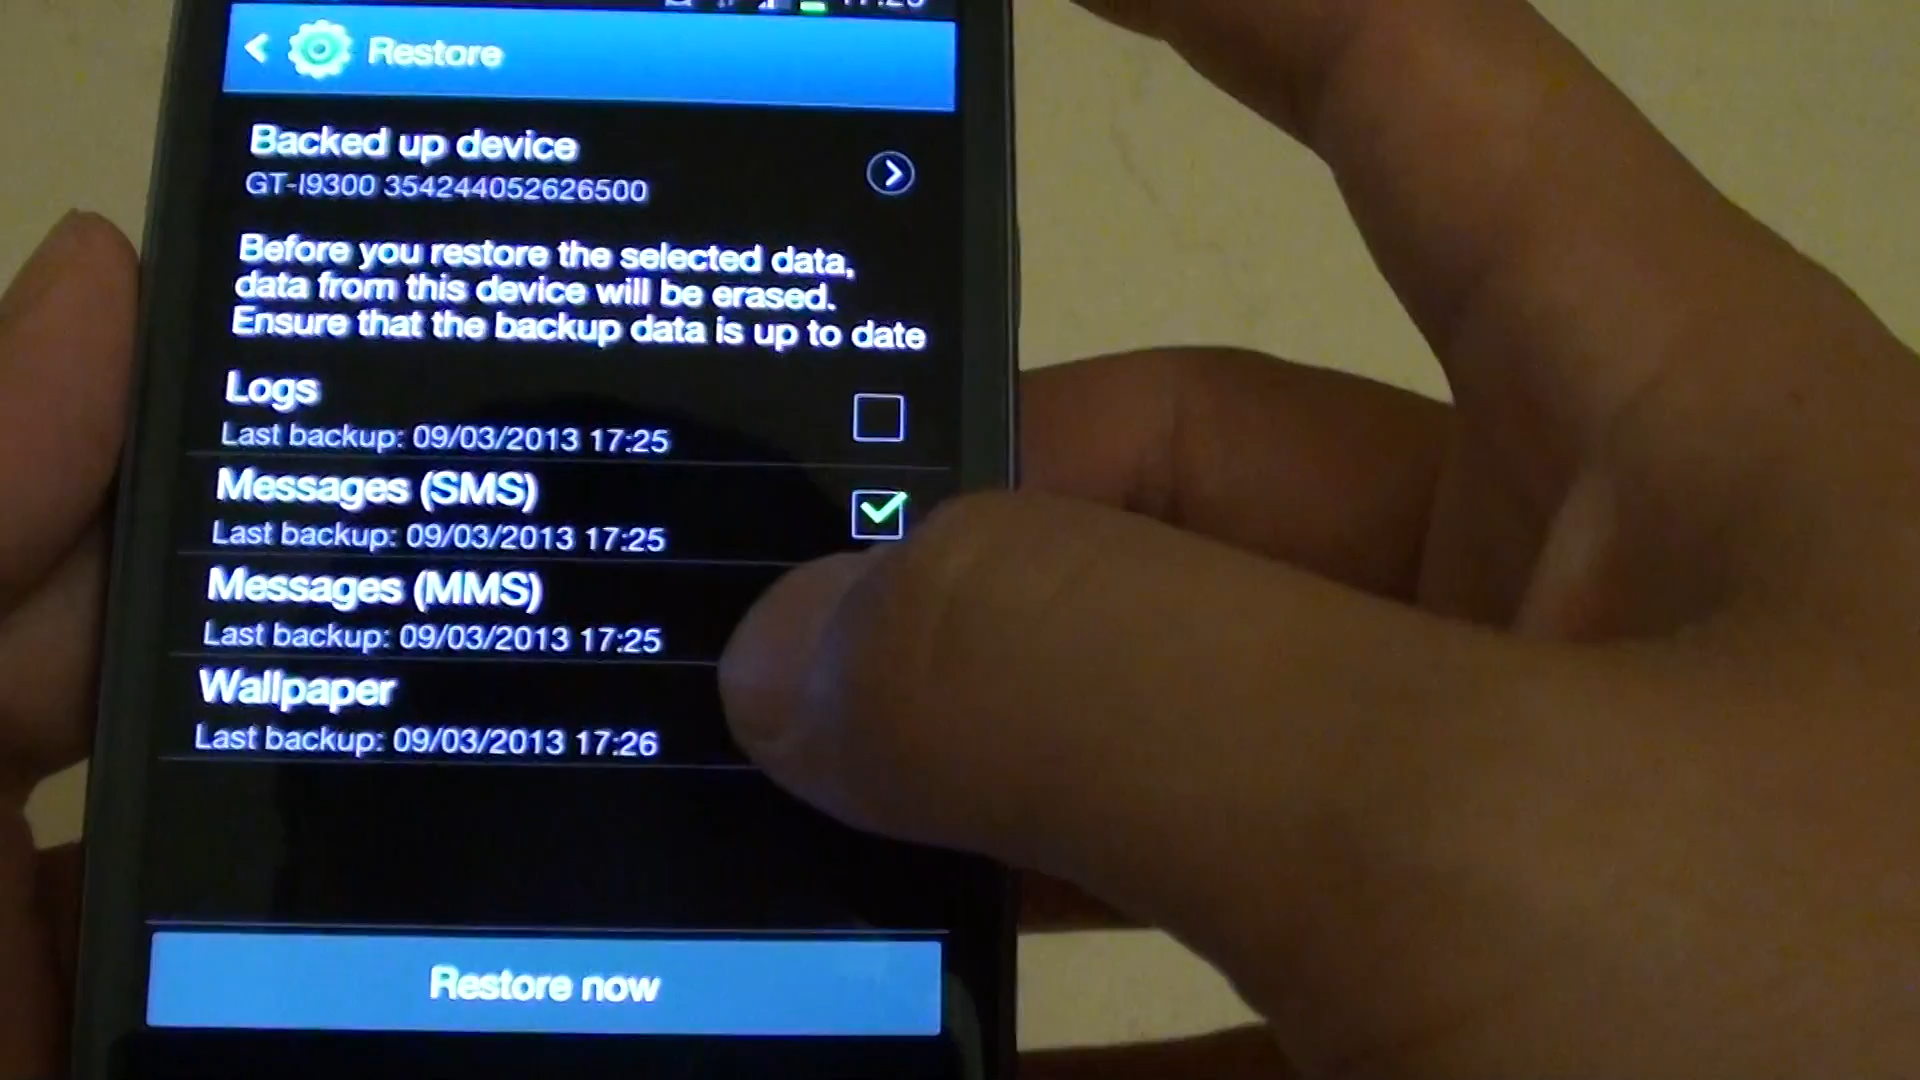 Restore
Backed up device
GT-I9300 354244052626500
Before you restore the selected data,
data from this device will be erased.
Ensure that the backup data is up to date
Logs
Last backup: 09/03/2013 17:25
Messages (SMS)
Last backup: 09/03/2013 17:25
Messages (MMS)
Last backup: 09/03/2013 17:25
Wallpaper
Last backup: 09/03/2013 17:26
Restore now